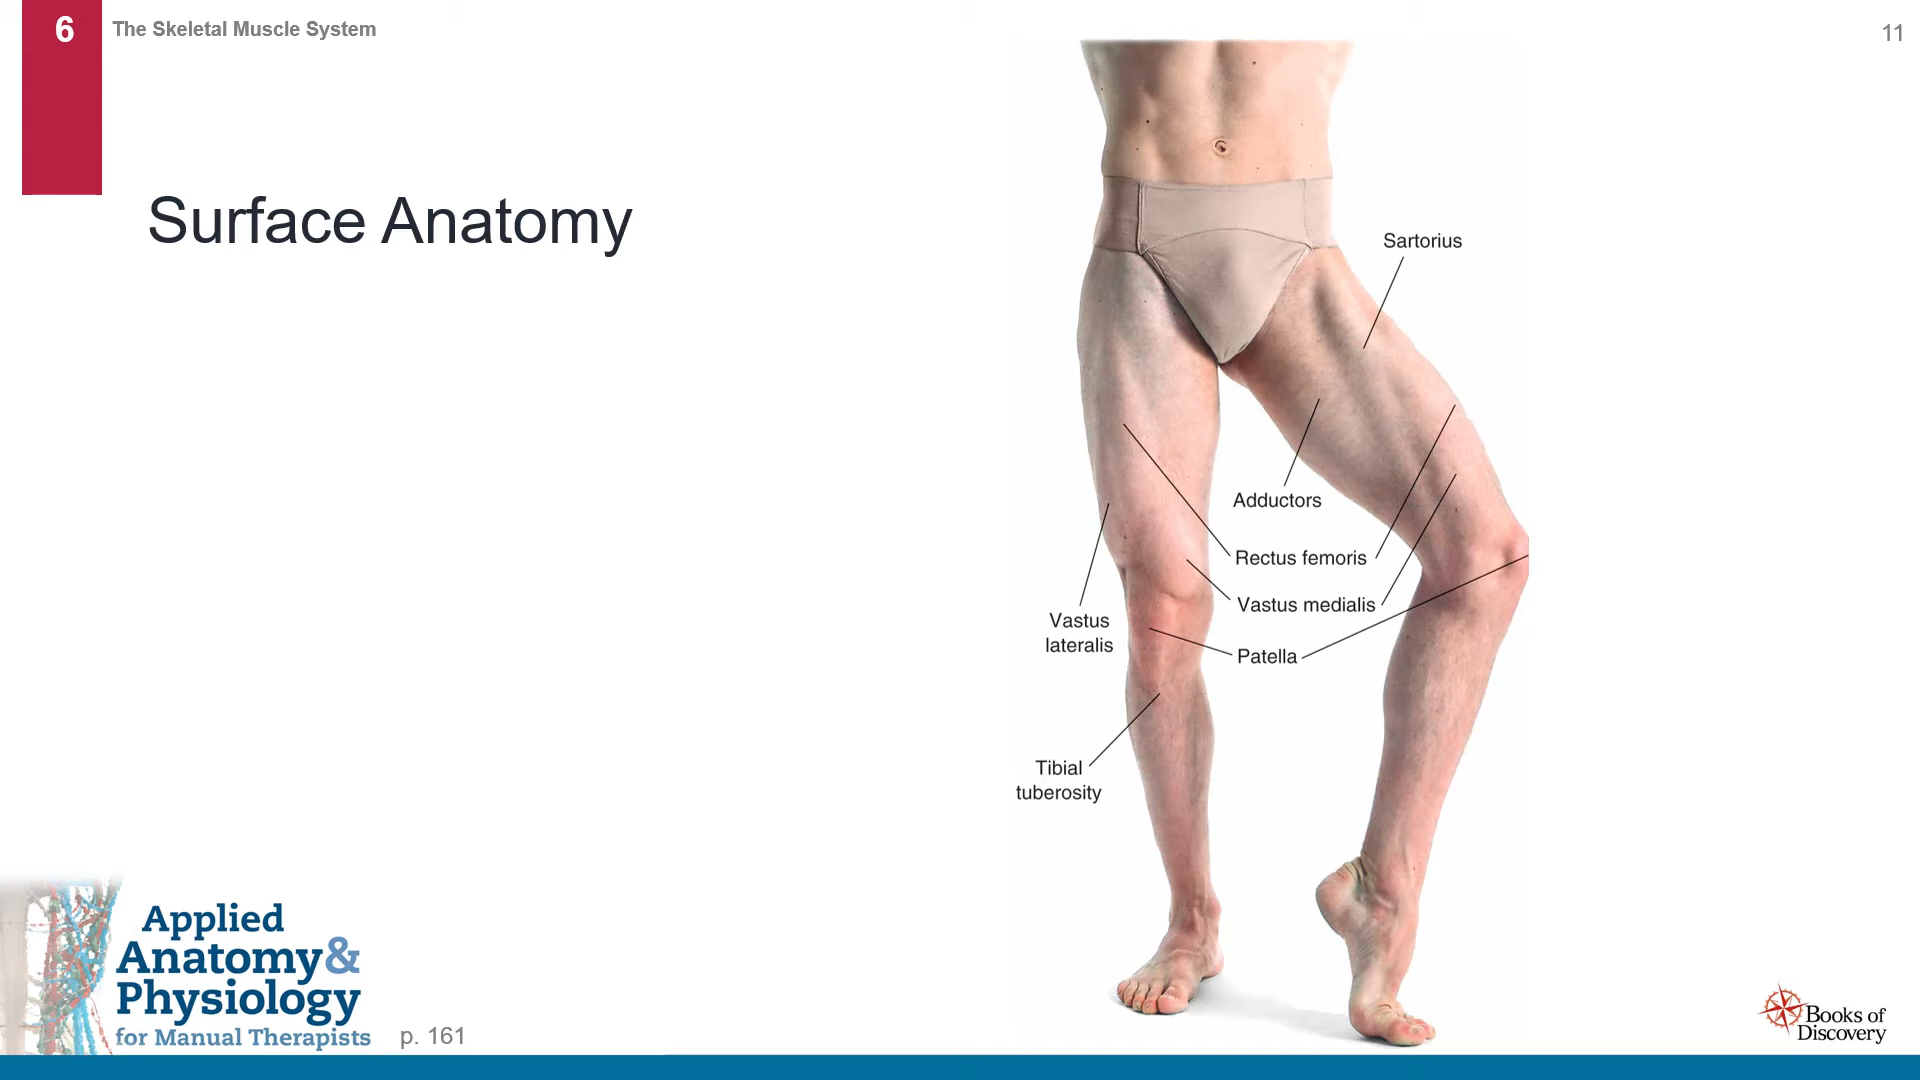 6
The Skeletal Muscle System
11
Surface Anatomy
Sartorius
Adductors
Rectus femoris
Vastus medialis
Vastus
lateralis
Patella
Tibial
tuberosity
Applied
Anatomy&
Physiology
for Manual Therapists
p. 161
Books of
Discovery